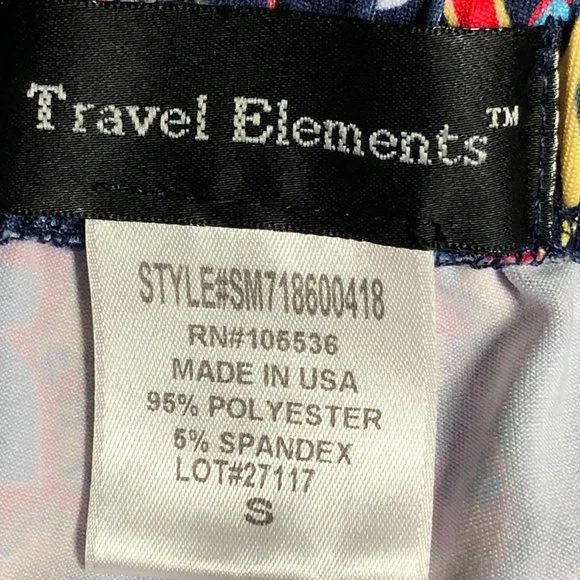 Travel Elements™
STYLE#SM718600418
RN#105536
MADE IN USA
95% POLYESTER
5% SPANDEX
LOT#27117
S